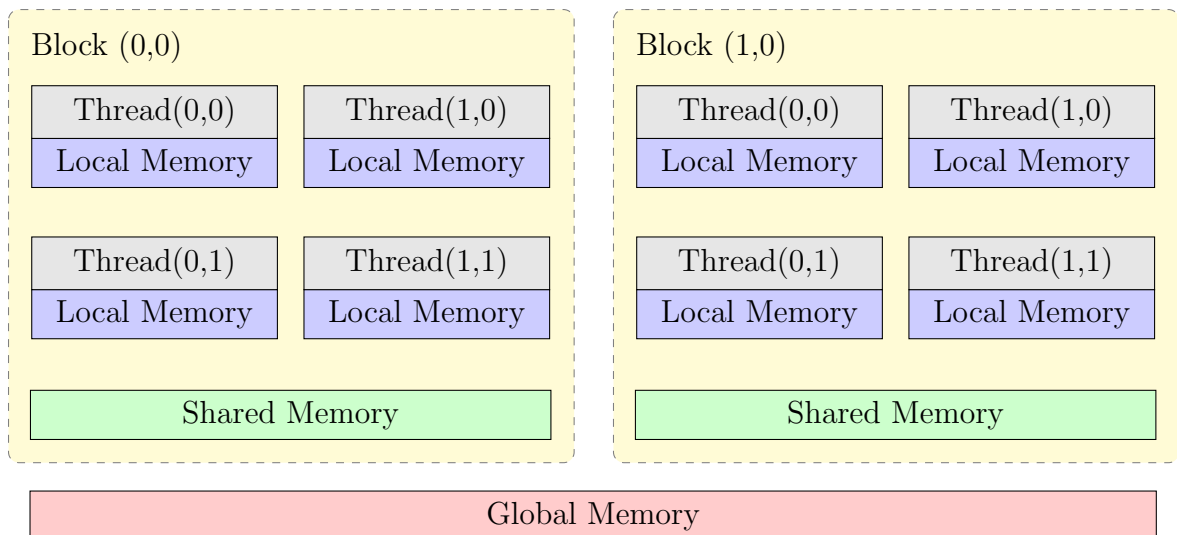 Block (0,0)
Thread(0,0)
Local Memory
Thread(1,0)
Local Memory
Thread(0,1)
Local Memory
Thread(1,1)
Local Memory
Shared Memory
Block (1,0)
Thread(0,0)
Local Memory
Thread(1,0)
Local Memory
Thread(0,1)
Local Memory
Thread(1,1)
Local Memory
Shared Memory
Global Memory